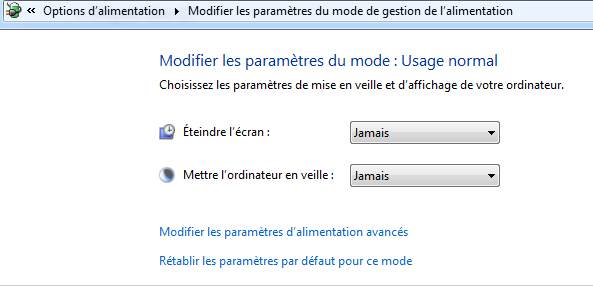 « Options d'alimentation ▸ Modifier les paramètres du mode de gestion de l'alimentation
Modifier les paramètres du mode : Usage normal
Choisissez les paramètres de mise en veille et d'affichage de votre ordinateur.
Éteindre l'écran : Jamais
Mettre l'ordinateur en veille : Jamais
Modifier les paramètres d'alimentation avancés
Rétablir les paramètres par défaut pour ce mode